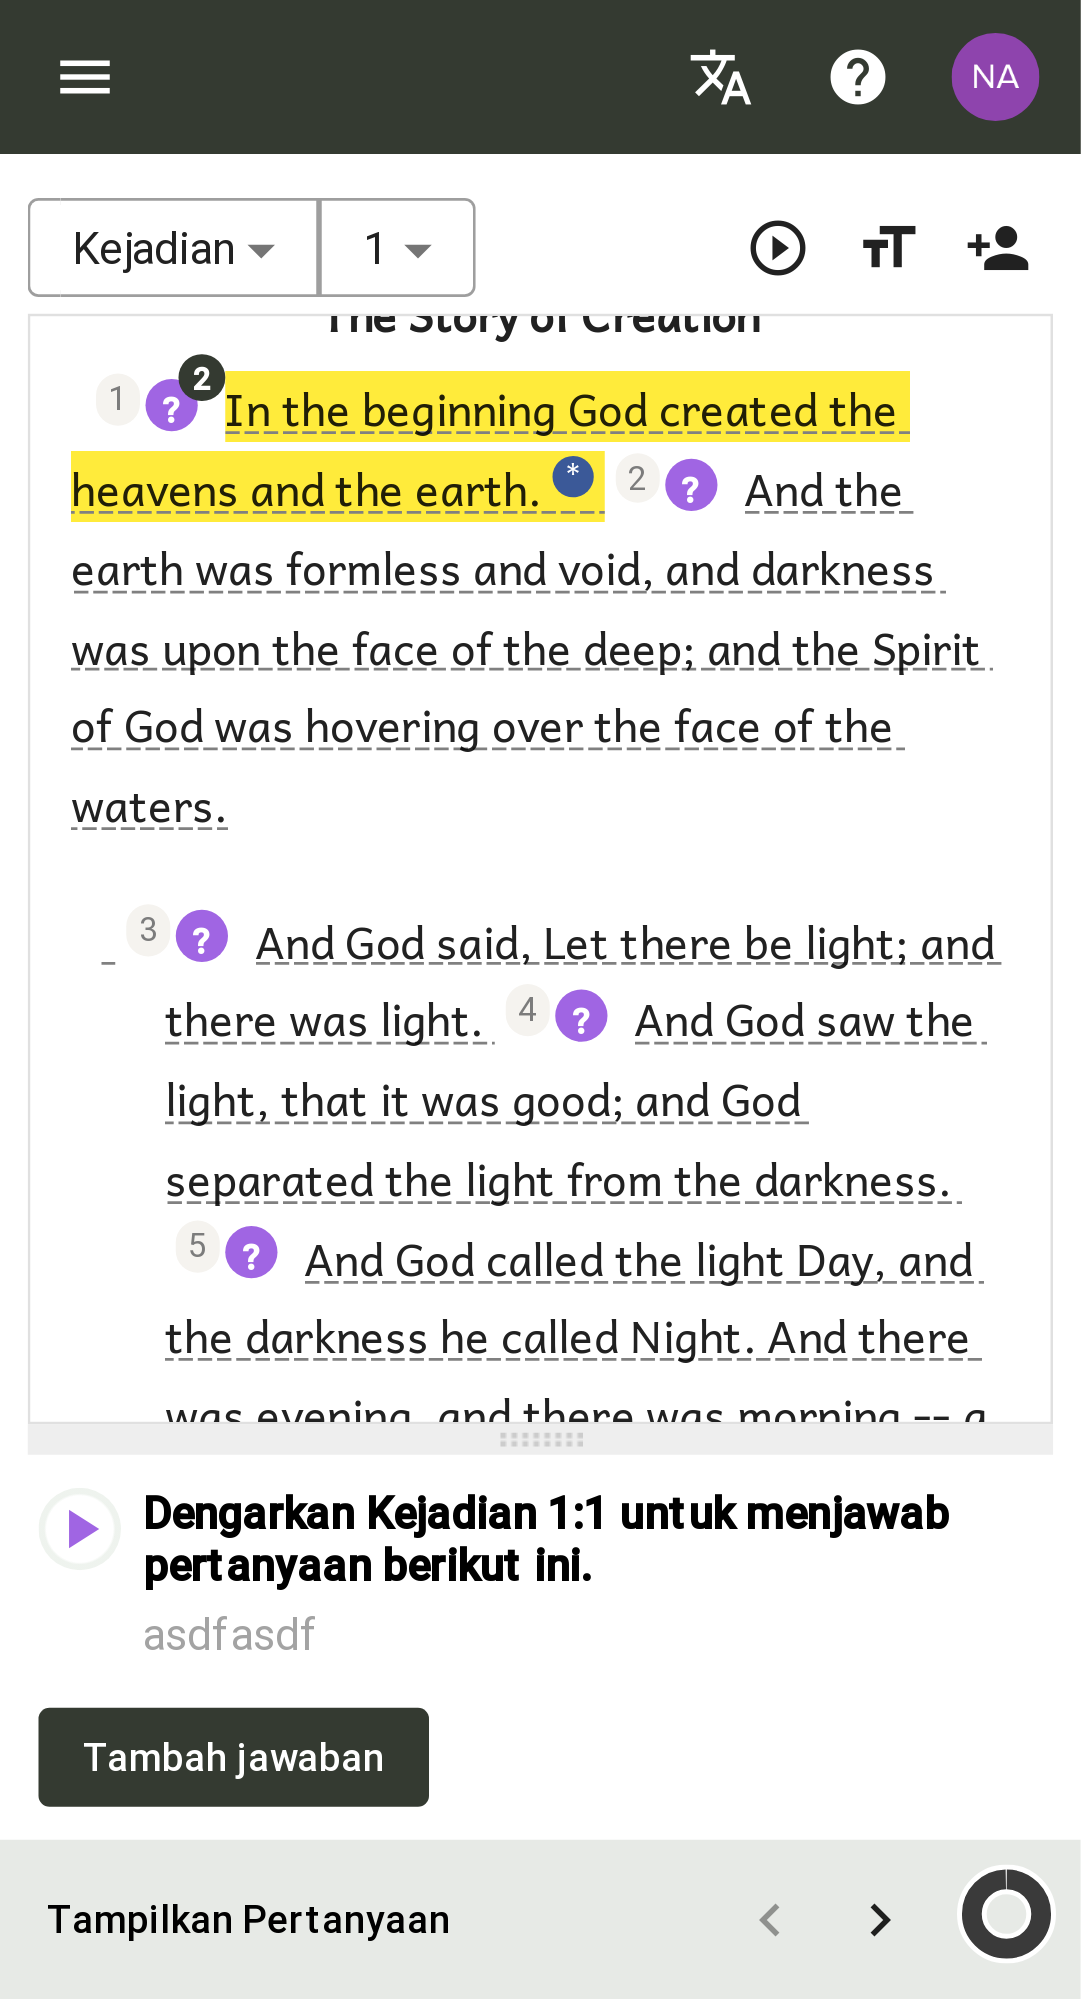 NA
Kejadian 1
The Story of Creation
1 ? 2 In the beginning God created the
heavens and the earth. * 2 ? And the
earth was formless and void, and darkness
was upon the face of the deep; and the Spirit
of God was hovering over the face of the
waters.
3 ? And God said, Let there be light; and
there was light. 4 ? And God saw the
light, that it was good; and God
separated the light from the darkness.
5 ? And God called the light Day, and
the darkness he called Night. And there
was evening, and there was morning -- a
Dengarkan Kejadian 1:1 untuk menjawab
pertanyaan berikut ini.
asdfasdf
Tambah jawaban
Tampilkan Pertanyaan